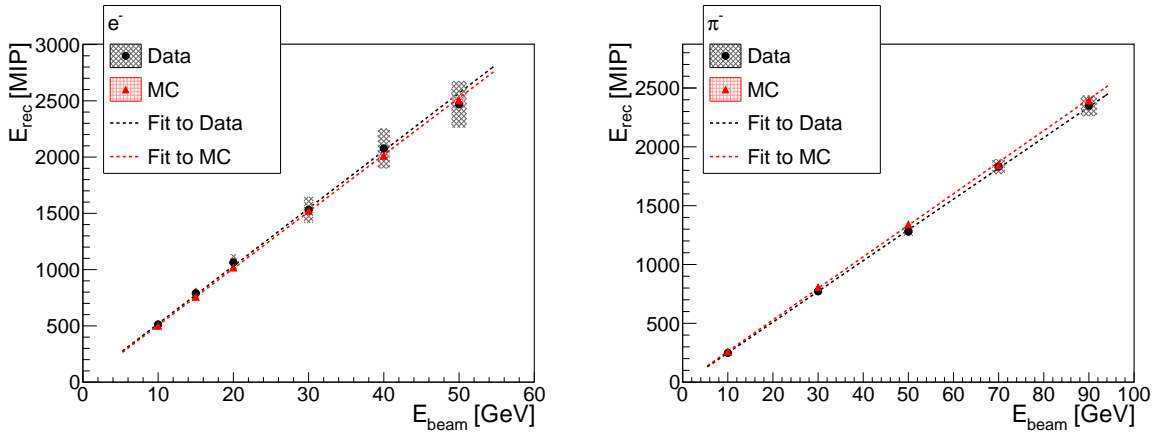 e⁻
Data
MC
Fit to Data
Fit to MC
E_rec [MIP]
3000
2500
2000
1500
1000
500
0
10 20 30 40 50 60
E_beam [GeV]
π⁻
Data
MC
Fit to Data
Fit to MC
E_rec [MIP]
2500
2000
1500
1000
500
0
0 10 20 30 40 50 60 70 80 90 100
E_beam [GeV]